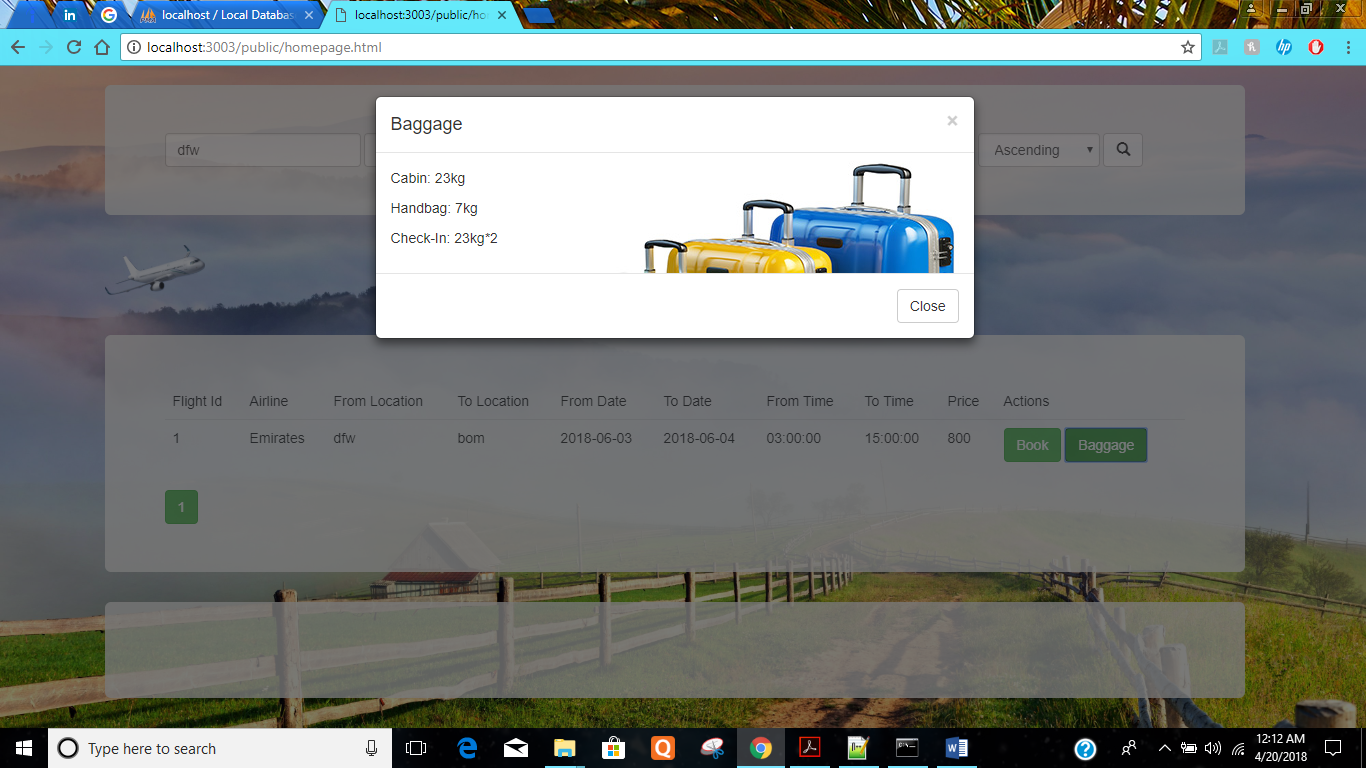 in
G
localhost / Local Databas
localhost:3003/public/ho
localhost:3003/public/homepage.html
hp
Baggage
×
dfw
Ascending
Cabin: 23kg
Handbag: 7kg
Check-In: 23kg*2
Close
Flight Id Airline From Location To Location From Date To Date From Time To Time Price Actions
1 Emirates dfw bom 2018-06-03 2018-06-04 03:00:00 15:00:00 800 Book Baggage
1
Type here to search
12:12 AM
4/20/2018